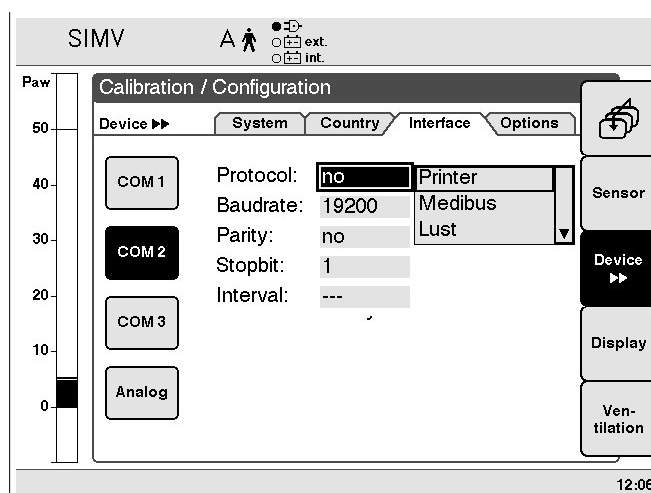 SIMV
A
ext.
int.
Paw
50
40
30
20
10
0
Calibration / Configuration
Device ▶▶
System
Country
Interface
Options
COM 1
COM 2
COM 3
Analog
Protocol: no
Baudrate: 19200
Parity: no
Stopbit: 1
Interval: ---
Printer
Medibus
Lust
Sensor
Device
▶▶
Display
Ven-
tilation
12:06